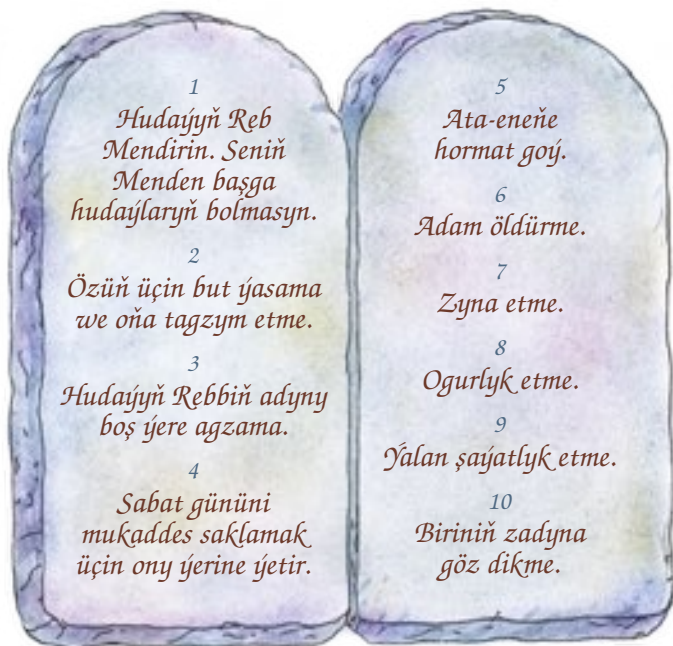 1
Hudaýyň Reb
Mendirin. Seniň
Menden başga
hudaýlaryň bolmasyn.
2
Özüň üçin but ýasama
we oňa tagzym etme.
3
Hudaýyň Rebbiň adyny
boş ýere agzama.
4
Sabat gününi
mukaddes saklamak
üçin ony ýerine ýetir.
5
Ata-eneňe
hormat goý.
6
Adam öldürme.
7
Zyna etme.
8
Ogurlyk etme.
9
Ýalan şaýatlyk etme.
10
Biriniň zadyna
göz dikme.